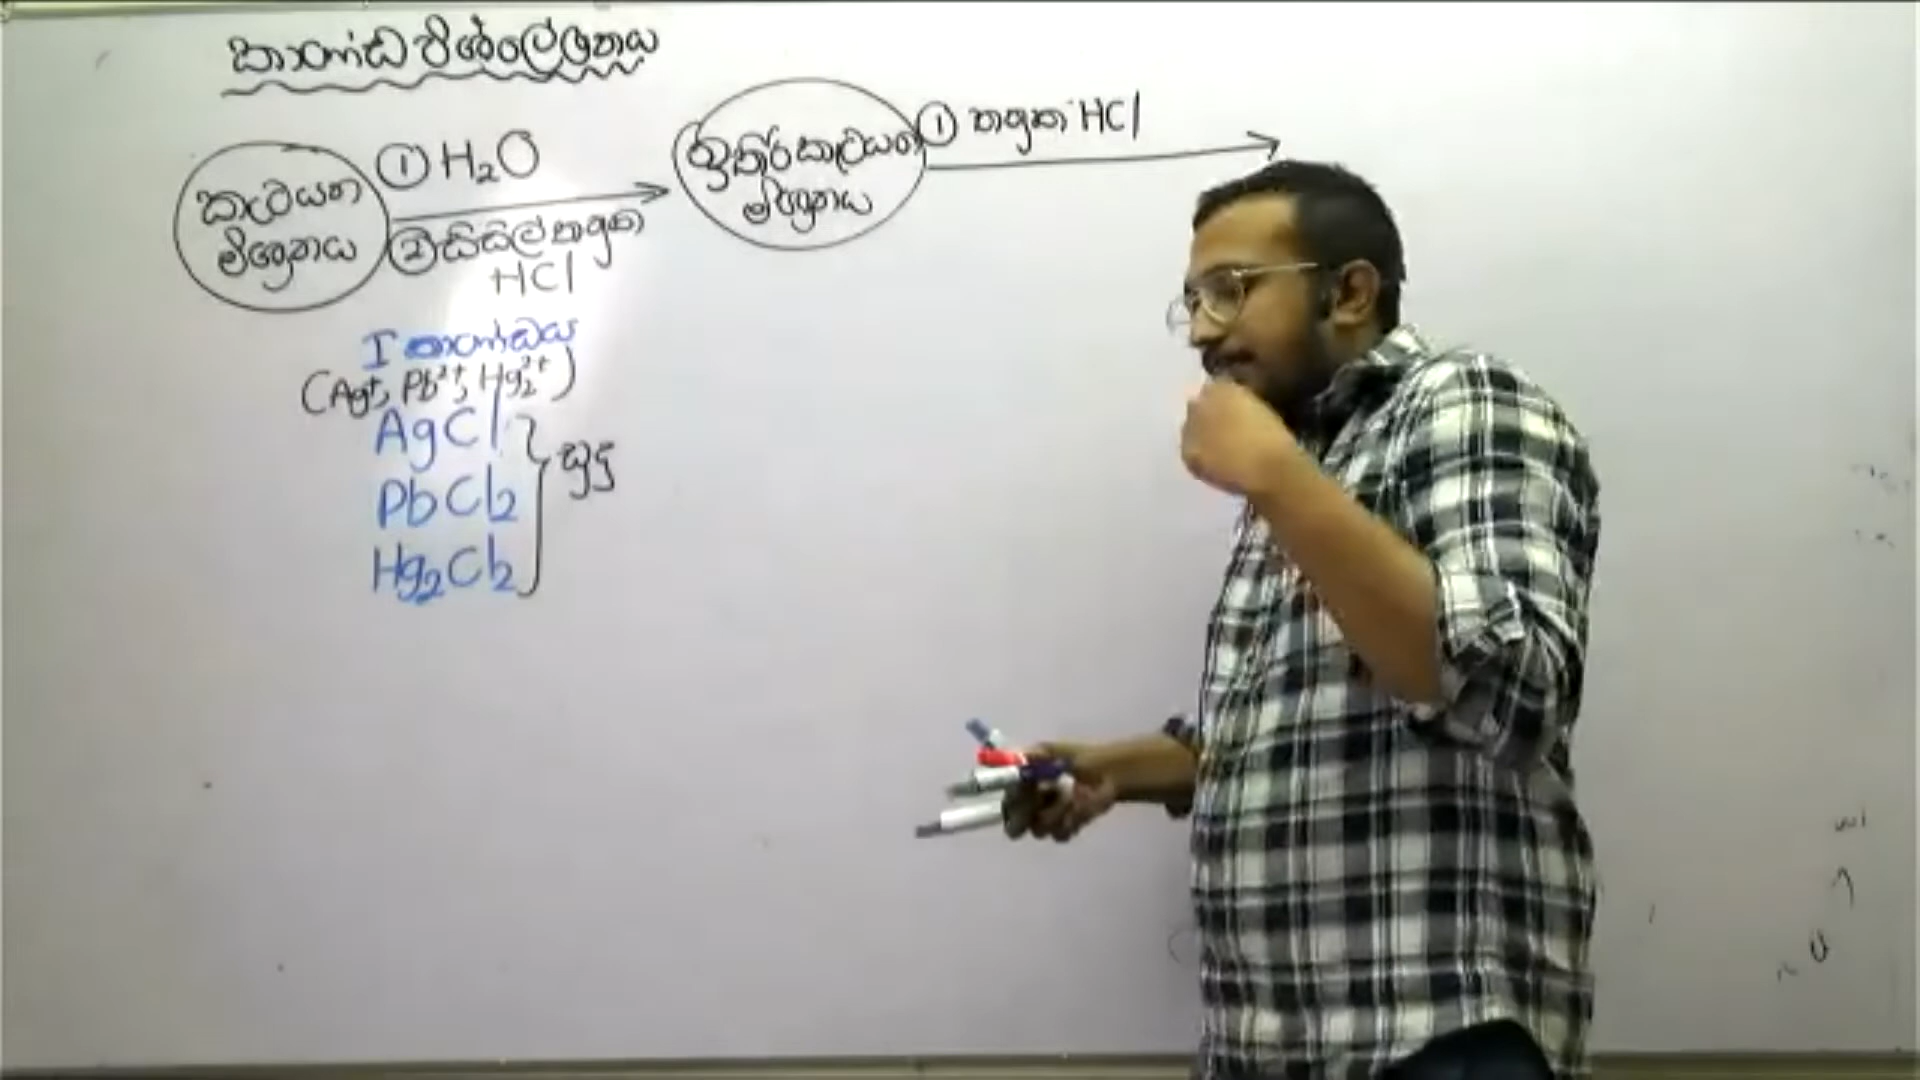 කාණ්ඩ විශ්ලේෂණය
කැටයන
මිශ්‍රණය
① H₂O
② සිසිල් තනුක
HCl
I කාණ්ඩය
(Ag⁺, Pb²⁺, Hg₂²⁺)
AgCl
PbCl₂
Hg₂Cl₂
සුදු
ඉතිරි කැටයන
මිශ්‍රණය
① තනුක HCl